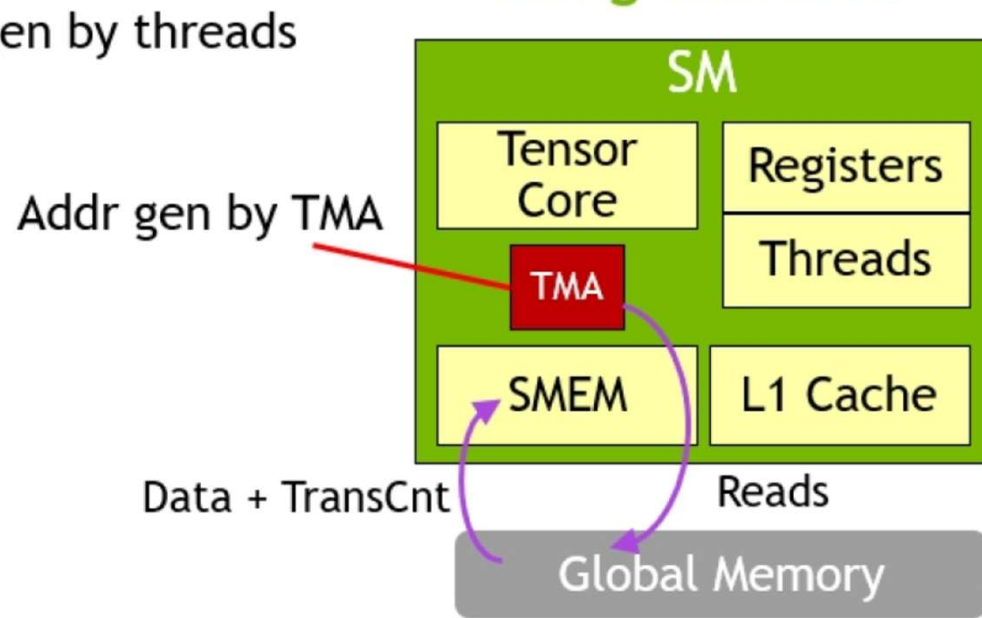 en by threads
SM
Tensor
Core
Registers
Addr gen by TMA
TMA
Threads
SMEM
L1 Cache
Data + TransCnt
Reads
Global Memory